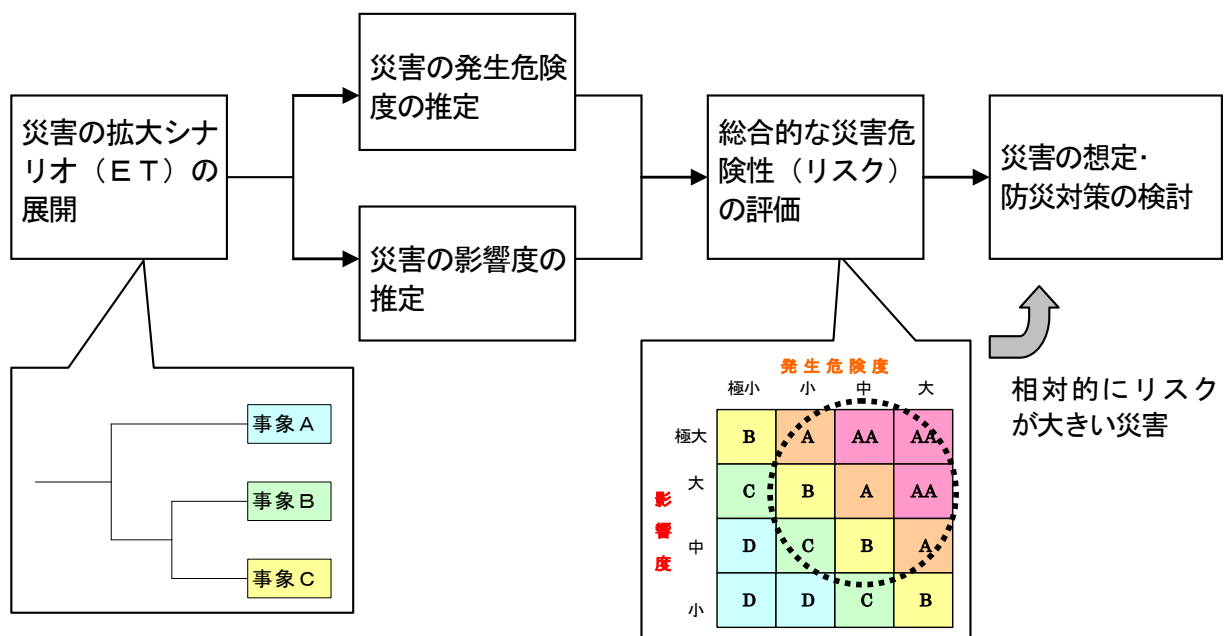 災害の拡大シナ
リオ（ＥＴ）の
展開
災害の発生危険
度の推定
災害の影響度の
推定
総合的な災害危
険性（リスク）
の評価
災害の想定・
防災対策の検討
事象Ａ
事象Ｂ
事象Ｃ
発生危険度
極小 小 中 大
影響度
極大 B A AA AA
大 C B A AA
中 D C B A
小 D D C B
相対的にリスク
が大きい災害